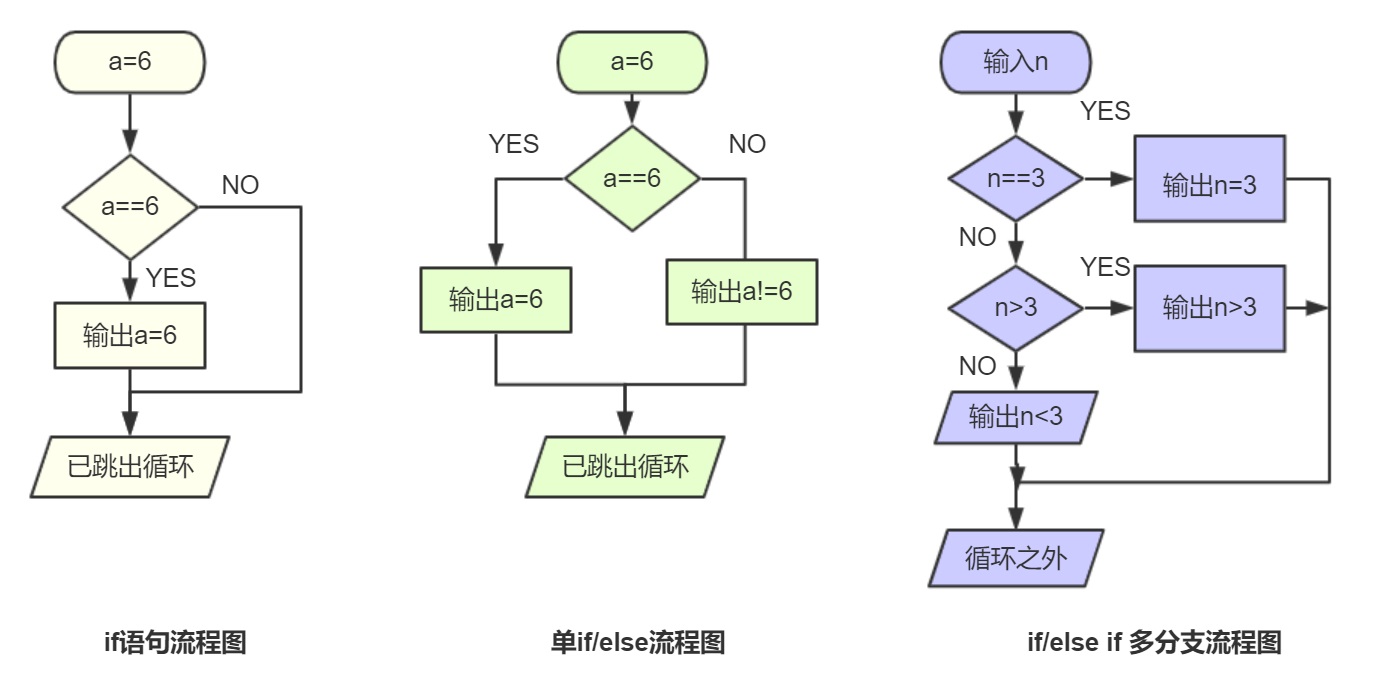 a=6
a==6
NO
YES
输出a=6
已跳出循环
if语句流程图
a=6
YES
NO
a==6
输出a=6
输出a!=6
已跳出循环
单if/else流程图
输入n
YES
n==3
输出n=3
NO
YES
n>3
输出n>3
NO
输出n<3
循环之外
if/else if 多分支流程图